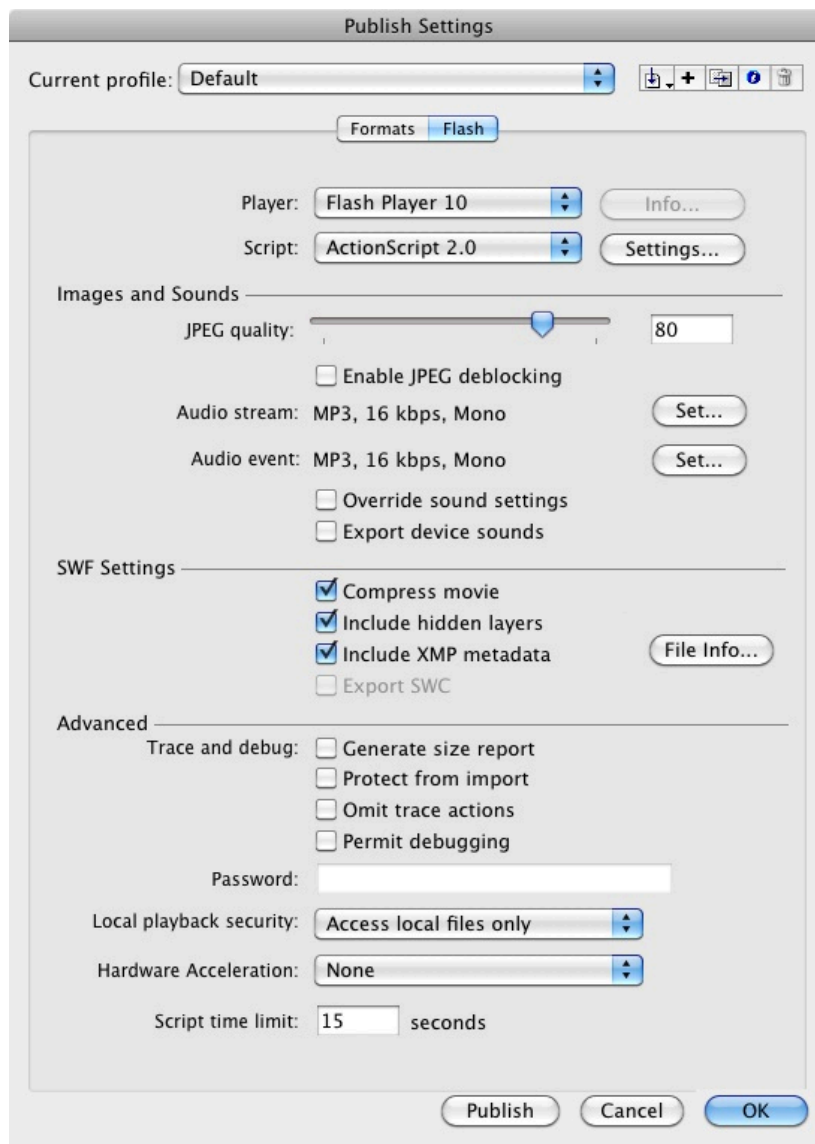 Publish Settings
Current profile: Default
Formats Flash
Player: Flash Player 10 Info...
Script: ActionScript 2.0 Settings...
Images and Sounds
JPEG quality: 80
Enable JPEG deblocking
Audio stream: MP3, 16 kbps, Mono Set...
Audio event: MP3, 16 kbps, Mono Set...
Override sound settings
Export device sounds
SWF Settings
Compress movie
Include hidden layers
Include XMP metadata File Info...
Export SWC
Advanced
Trace and debug: Generate size report
Protect from import
Omit trace actions
Permit debugging
Password:
Local playback security: Access local files only
Hardware Acceleration: None
Script time limit: 15 seconds
Publish Cancel OK